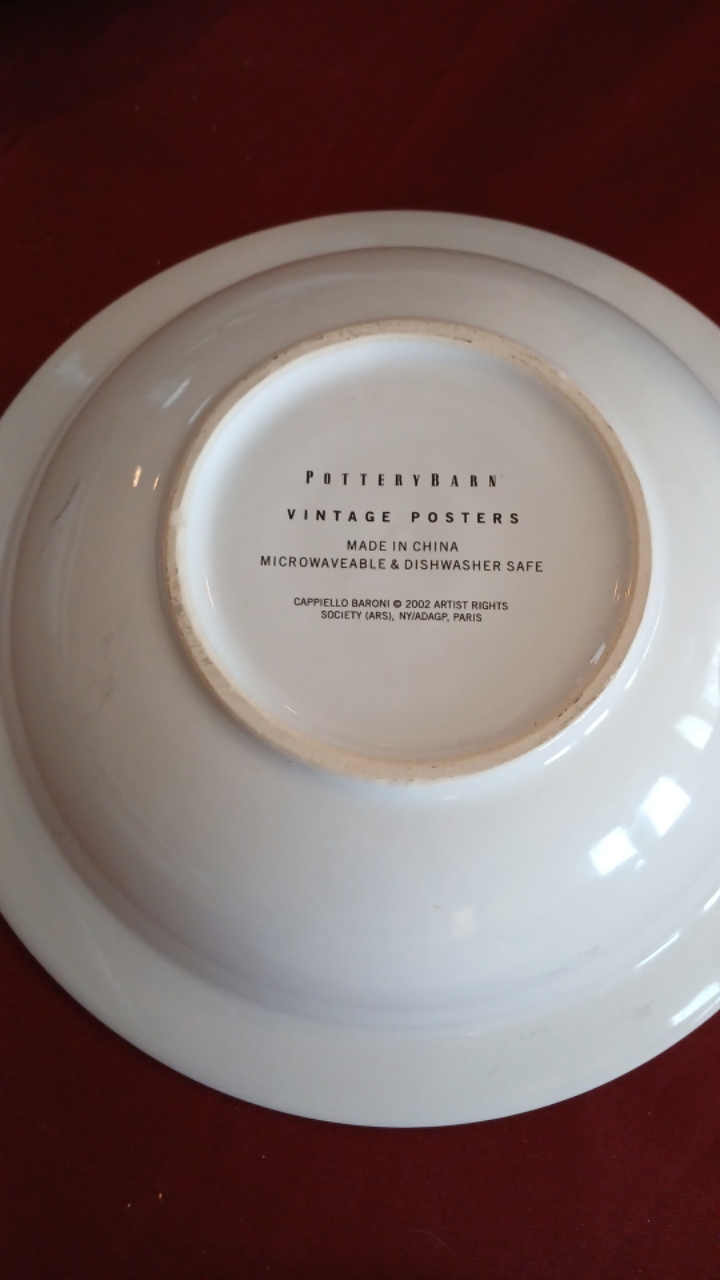 POTTERYBARN
VINTAGE POSTERS
MADE IN CHINA
MICROWAVEABLE & DISHWASHER SAFE
CAPPIELLO BARONI © 2002 ARTIST RIGHTS
SOCIETY (ARS), NY/ADAGP, PARIS